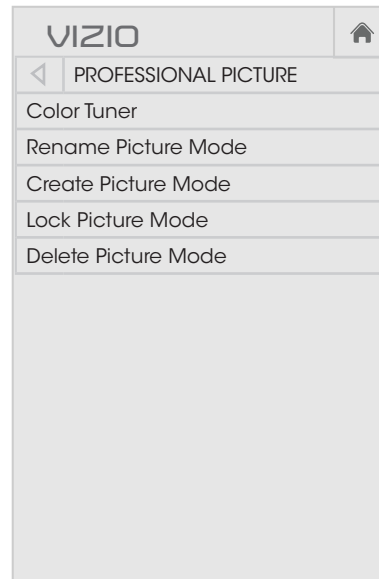 VIZIO
PROFESSIONAL PICTURE
Color Tuner
Rename Picture Mode
Create Picture Mode
Lock Picture Mode
Delete Picture Mode